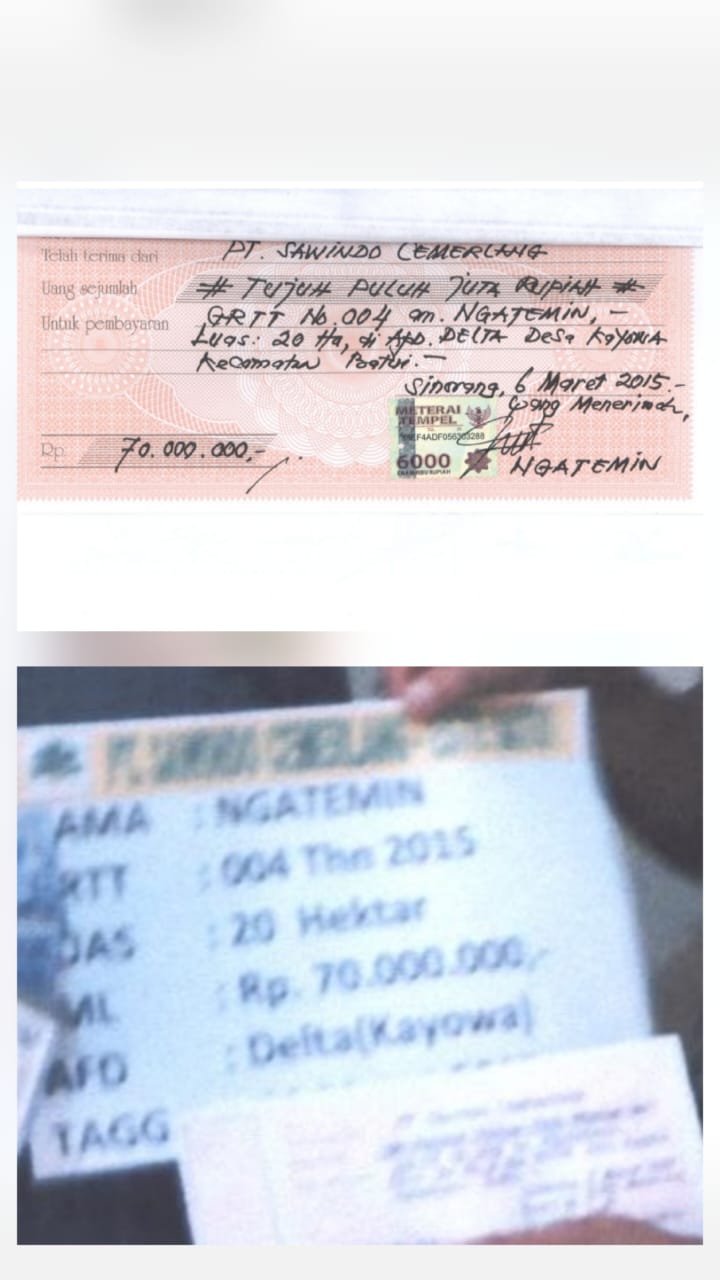 Telah terima dari PT. SAWINDO CEMERLANG
Uang sejumlah # TUJUH PULUH JUTA RUPIAH #
Untuk pembayaran GRTT No. 004 an. NGATEMIN, -
Luas: 20 Ha, di Afd. DELTA Desa Kayowa
Kecamatan Batui. -
Sinorang, 6 Maret 2015.-
yang Menerima,
METERAI
TEMPEL
6000
Rp. 70.000.000,-
NGATEMIN
AMA : NGATEMIN
RTT : 004 Thn 2015
UAS : 20 Hektar
ML : Rp. 70.000.000,-
AFD : Delta(Kayowa)
TAGG